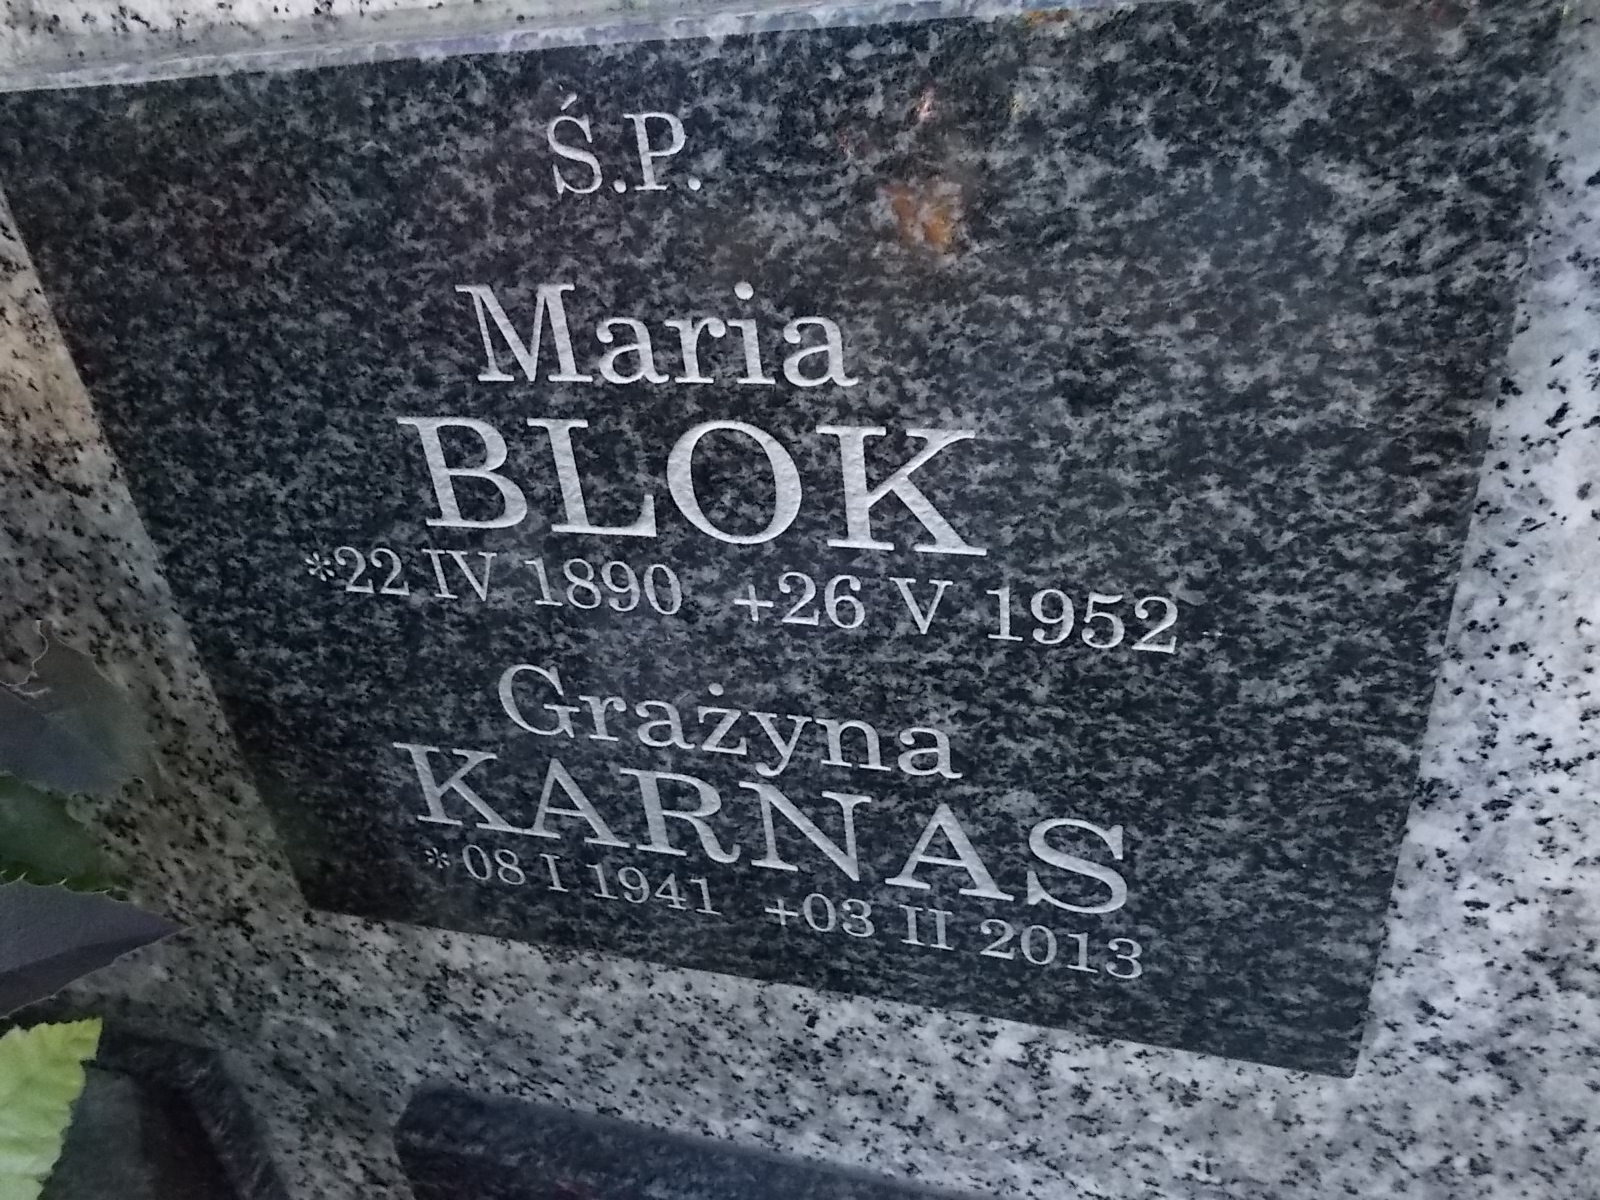 Ś.P.
Maria
BLOK
*22 IV 1890 +26 V 1952
Grażyna
KARNAS
*08 I 1941 +03 II 2013